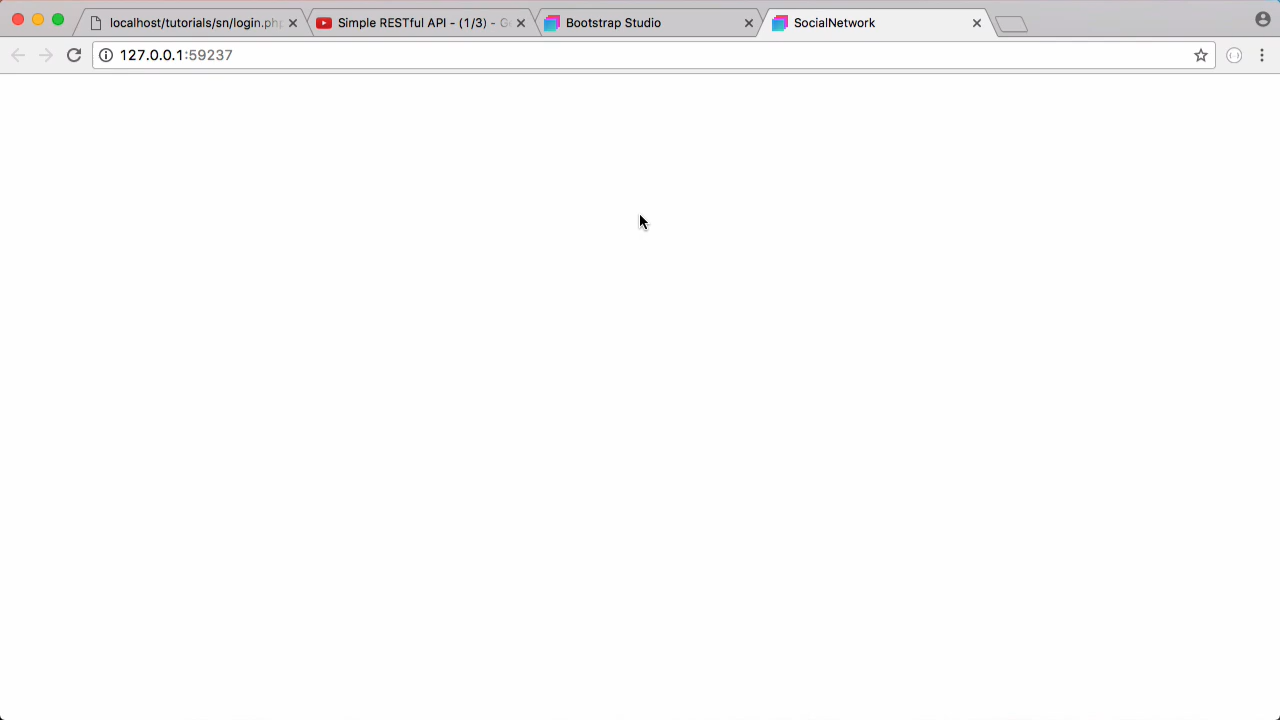 localhost/tutorials/sn/login.ph
Simple RESTful API - (1/3) - G
Bootstrap Studio
SocialNetwork
127.0.0.1:59237